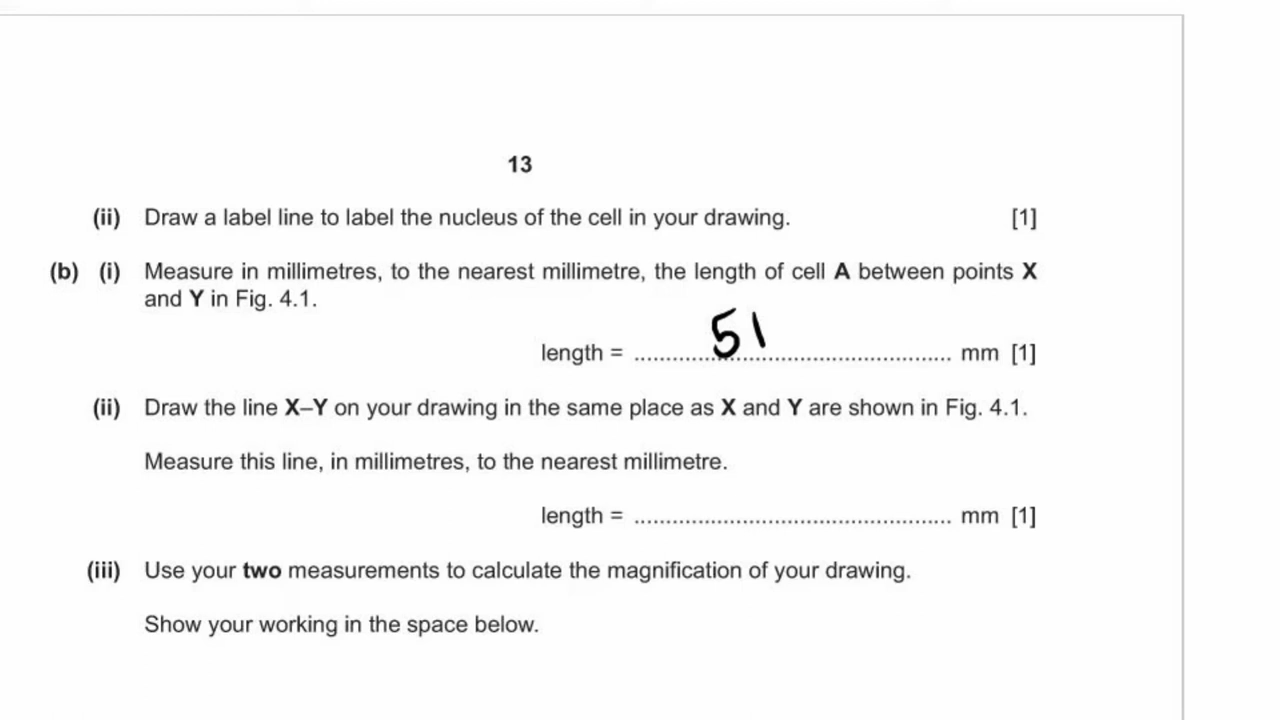 13
(ii) Draw a label line to label the nucleus of the cell in your drawing. [1]
(b) (i) Measure in millimetres, to the nearest millimetre, the length of cell A between points X
and Y in Fig. 4.1.
length = 51 mm [1]
(ii) Draw the line X–Y on your drawing in the same place as X and Y are shown in Fig. 4.1.
Measure this line, in millimetres, to the nearest millimetre.
length = .................................................. mm [1]
(iii) Use your two measurements to calculate the magnification of your drawing.
Show your working in the space below.